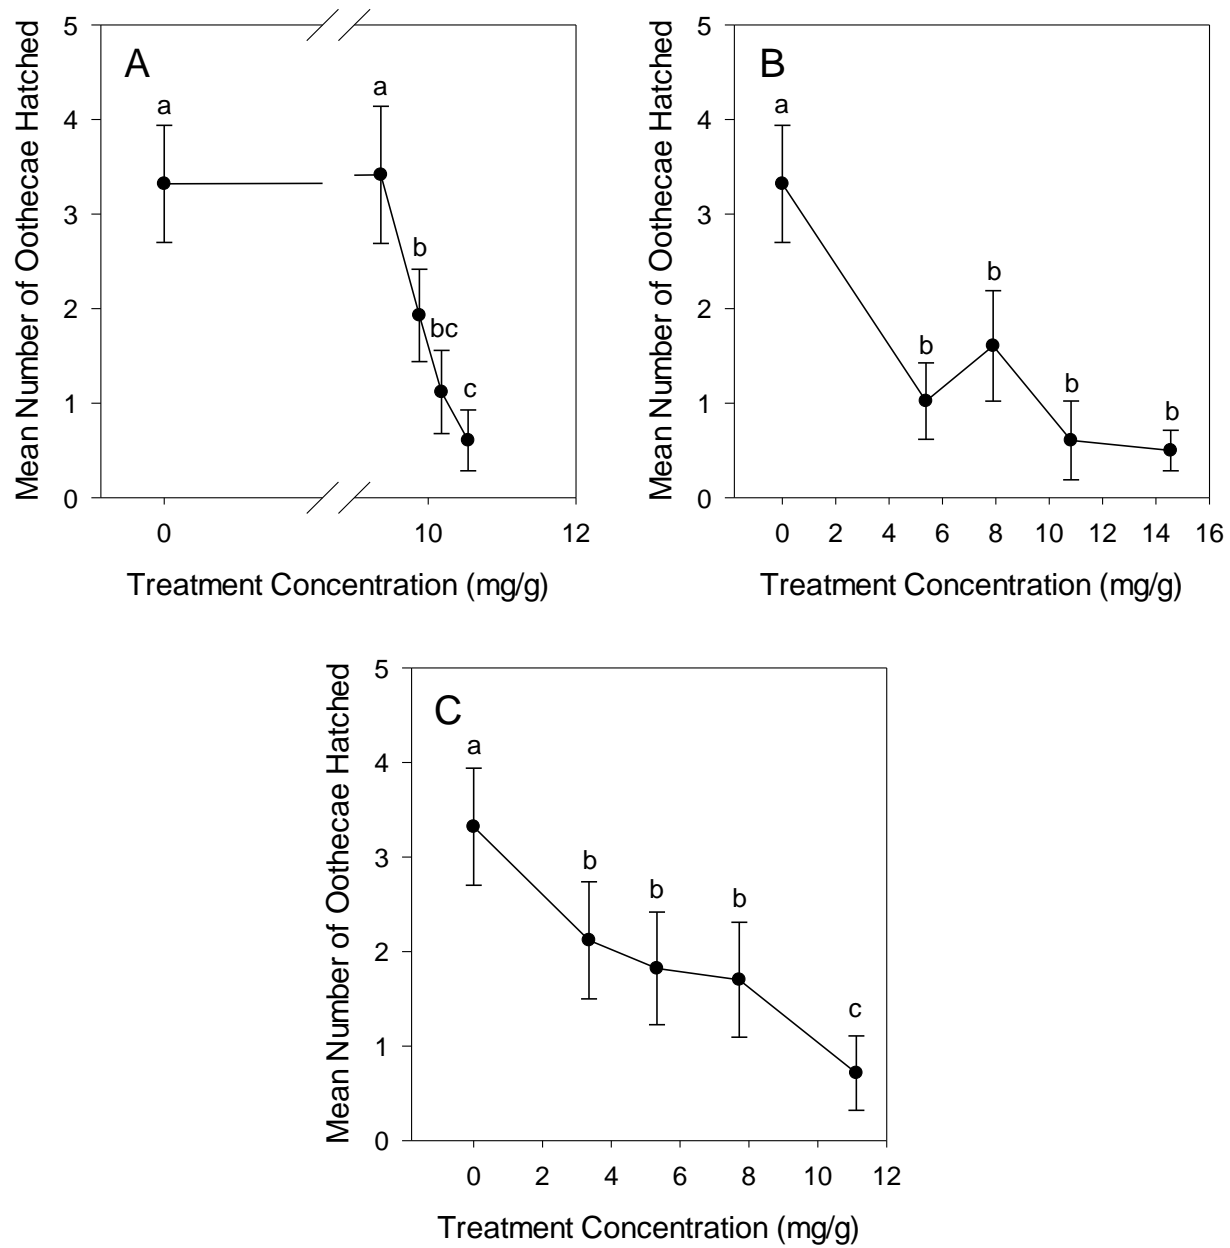 A
Mean Number of Oothecae Hatched
5
4
3
2
1
0
a
a
b
bc
c
0
10
12
Treatment Concentration (mg/g)
B
Mean Number of Oothecae Hatched
5
4
3
2
1
0
a
b
b
b
b
0 2 4 6 8 10 12 14 16
Treatment Concentration (mg/g)
C
Mean Number of Oothecae Hatched
5
4
3
2
1
0
a
b
b
b
c
0 2 4 6 8 10 12
Treatment Concentration (mg/g)